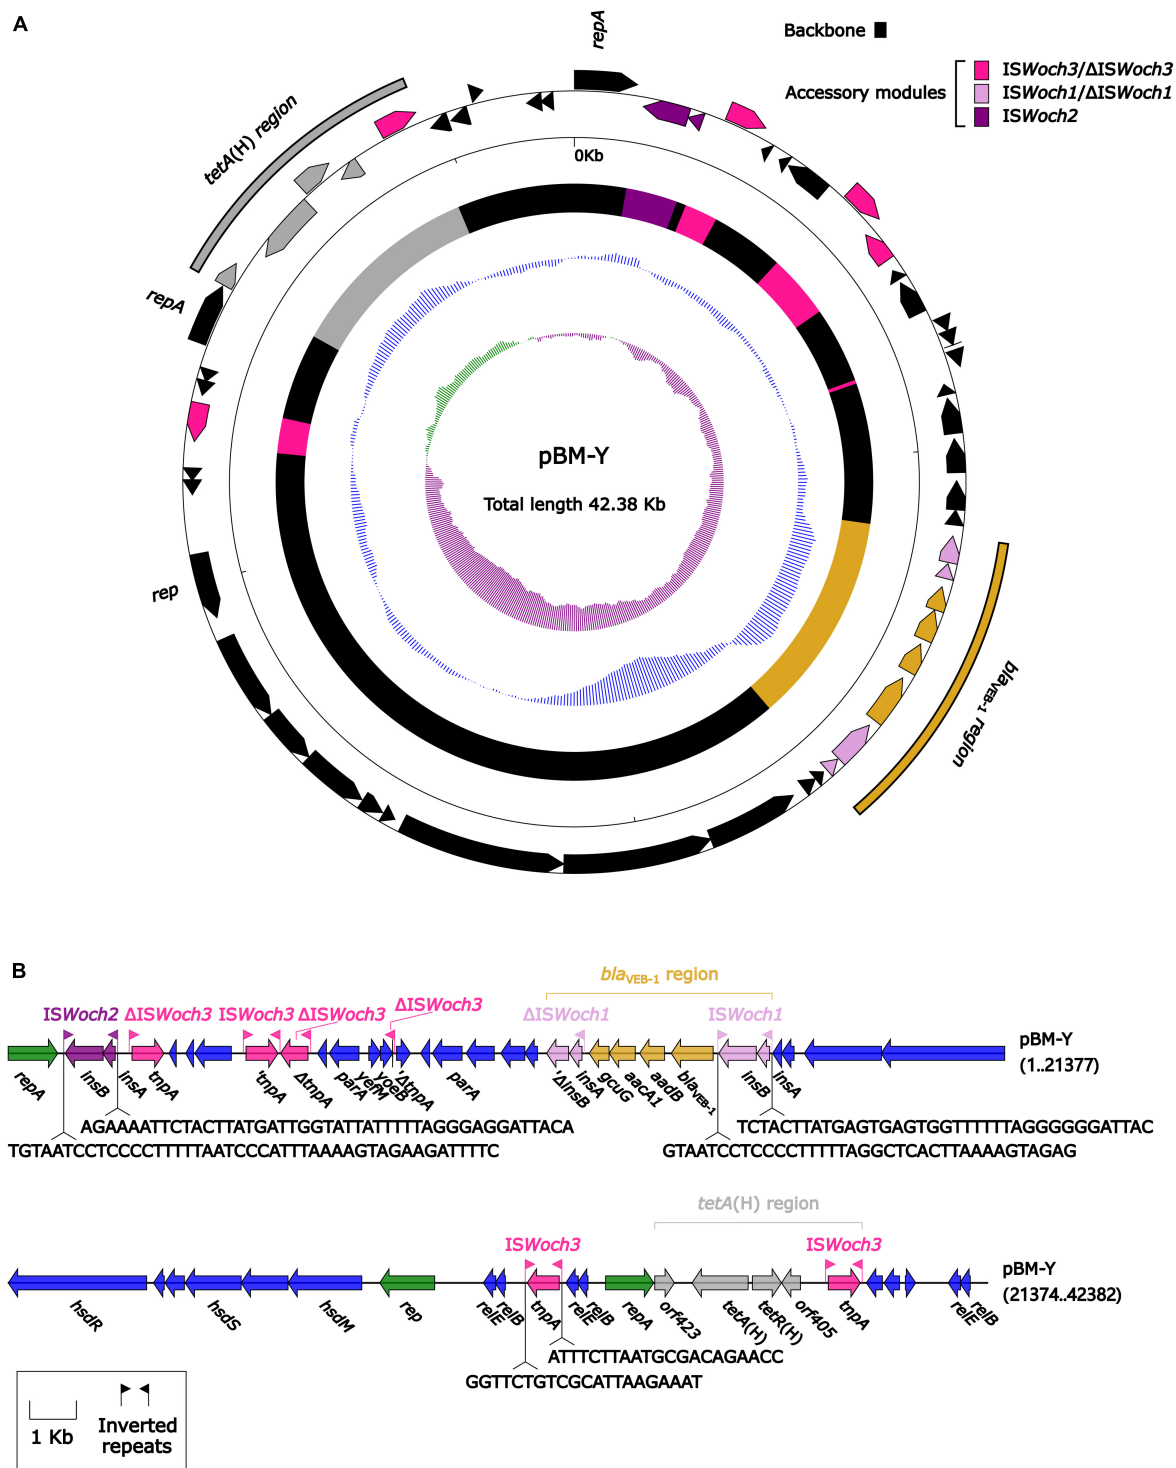 A
repA
Backbone
Accessory modules
ISWoch3/ΔISWoch3
ISWoch1/ΔISWoch1
ISWoch2
tetA(H) region
0Kb
repA
pBM-Y
Total length 42.38 Kb
rep
blaVEB-1 region
B
blaVEB-1 region
ISWoch2 ΔISWoch3 ISWoch3 ΔISWoch3 ΔISWoch3 ΔISWoch1 ISWoch1
pBM-Y
(1..21377)
repA insB insA tnpA 'tnpA Δtnpa parA yefM yoeB 'ΔtnpA parA 'ΔinsB insA gcuG aacA1 aadB blaVEB-1 insB insA
AGAAAATTCTACTTATGATTGGTATTATTTTTAGGGAGGATTACA
TCTACTTATGAGTGAGTGGTTTTTTAGGGGGGATTAC
TGTAATCCTCCCCTTTTTAATCCCATTTAAAAGTAGAAGATTTTC
GTAATCCTCCCCTTTTTAGGCTCACTTAAAAGTAGAG
tetA(H) region
ISWoch3 ISWoch3
pBM-Y
(21374..42382)
hsdR hsdS hsdM rep relE relB tnpA relE relB repA orf423 tetA(H) tetR(H) orf405 tnpA relE relB
ATTTCTTAATGCGACAGAACC
GGTTCTGTCGCATTAAGAAAT
1 Kb
Inverted
repeats